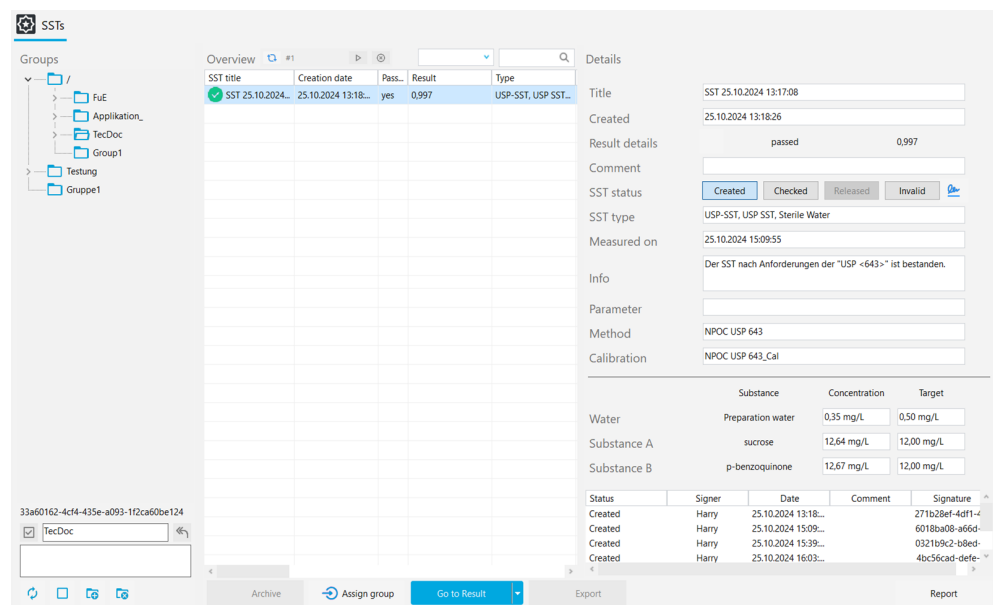 SSTs
Groups
/
FuE
Applikation_
TecDoc
Group1
Testung
Gruppe1
33a60162-4cf4-435e-a093-1f2ca60be124
TecDoc
Overview #1
SST title Creation date Pass... Result Type
SST 25.10.2024... 25.10.2024 13:18:... yes 0,997 USP-SST, USP SST...
Archive Assign group Go to Result Export
Details
Title SST 25.10.2024 13:17:08
Created 25.10.2024 13:18:26
Result details passed 0,997
Comment
SST status Created Checked Released Invalid
SST type USP-SST, USP SST, Sterile Water
Measured on 25.10.2024 15:09:55
Info Der SST nach Anforderungen der "USP <643>" ist bestanden.
Parameter
Method NPOC USP 643
Calibration NPOC USP 643_Cal
Substance Concentration Target
Water Preparation water 0,35 mg/L 0,50 mg/L
Substance A sucrose 12,64 mg/L 12,00 mg/L
Substance B p-benzoquinone 12,67 mg/L 12,00 mg/L
Status Signer Date Comment Signature
Created Harry 25.10.2024 13:18:... 271b28ef-4df1-4
Created Harry 25.10.2024 15:09:... 6018ba08-a66d-
Created Harry 25.10.2024 15:39:... 0321b9c2-b8ed-
Created Harry 25.10.2024 16:03:... 4bc56cad-defe-
Report